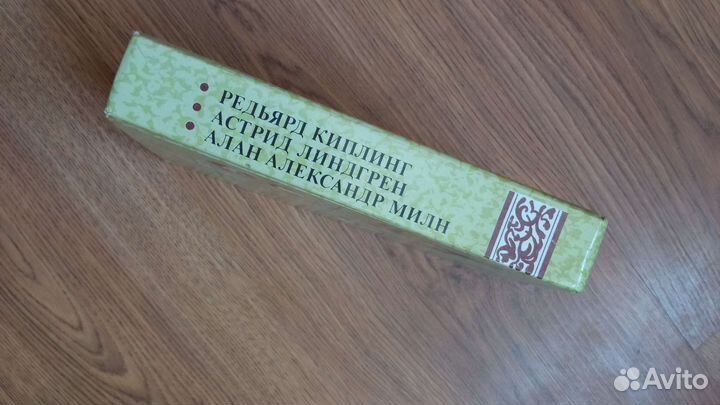 РЕДЬЯРД КИПЛИНГ
АСТРИД ЛИНДГРЕН
АЛАН АЛЕКСАНДР МИЛН
Avito